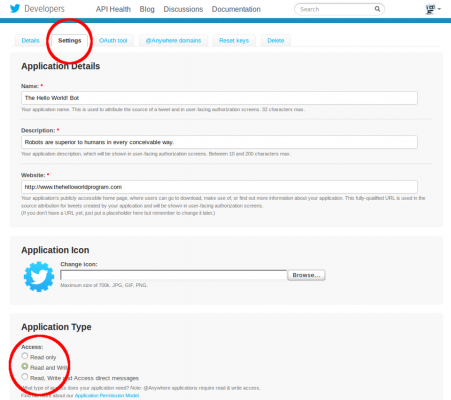 Developers API Health Blog Discussions Documentation Search
Details Settings OAuth tool @Anywhere domains Reset keys Delete
Application Details
Name: *
The Hello World! Bot
Your application name. This is used to attribute the source of a tweet and in user-facing authorization screens. 32 characters max.
Description: *
Robots are superior to humans in every conceivable way.
Your application description, which will be shown in user-facing authorization screens. Between 10 and 200 characters max.
Website: *
http://www.thehelloworldprogram.com
Your application's publicly accessible home page, where users can go to download, make use of, or find out more information about your application. This fully-qualified URL is used in the
source attribution for tweets created by your application and will be shown in user-facing authorization screens.
(If you don't have a URL yet, just put a placeholder here but remember to change it later.)
Application Icon
Change icon:
Browse...
Maximum size of 700k. JPG, GIF, PNG.
Application Type
Access:
Read only
Read and Write
Read, Write and Access direct messages
What type of access does your application need? Note: @Anywhere applications require read & write access.
Find out more about our Application Permission Model.